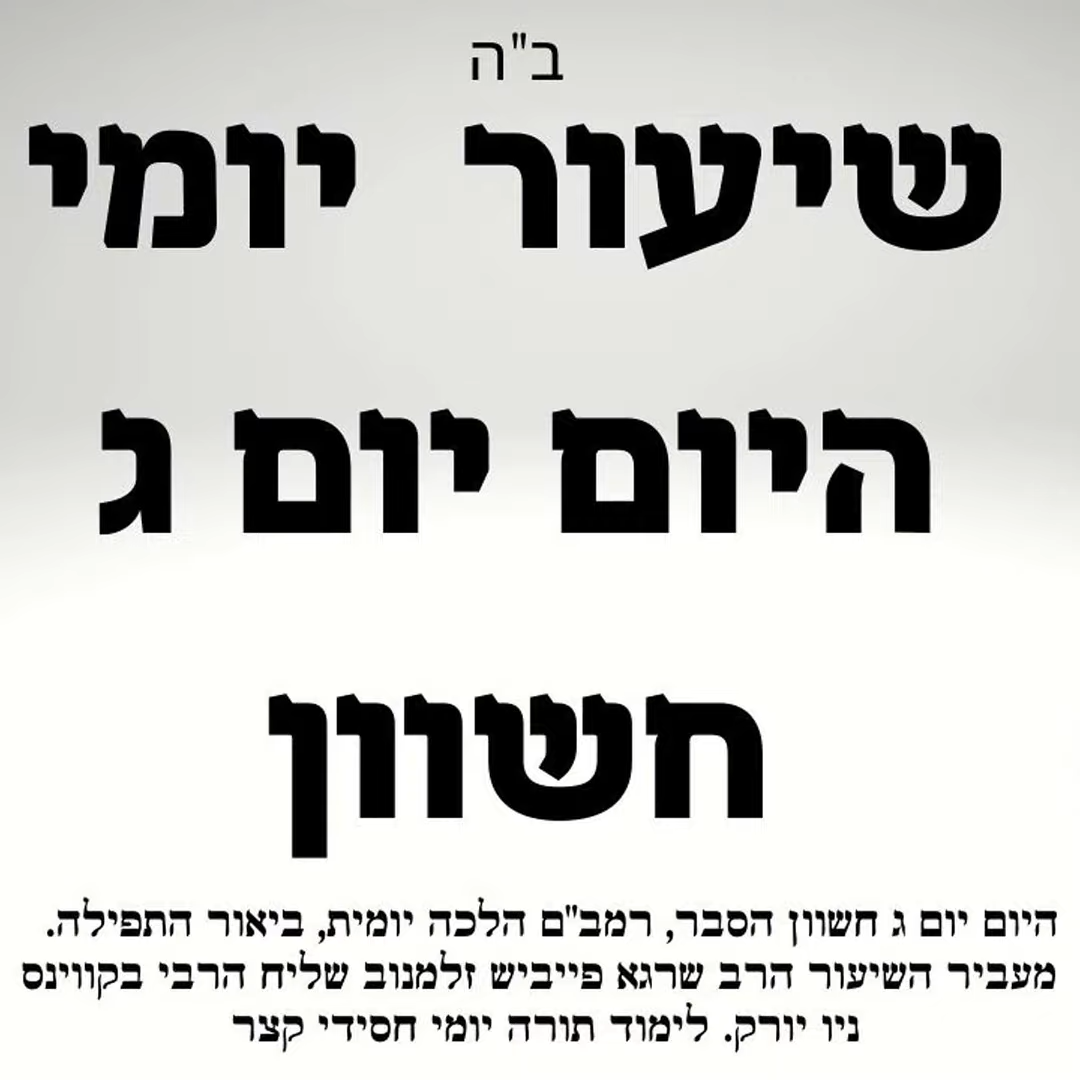 ב"ה
שיעור יומי
היום יום ג
חשוון
היום יום ג חשוון הסבר, רמב"ם הלכה יומית, ביאור התפילה.
מעביר השיעור הרב שרגא פייביש זלמנוב שליח הרבי בקווינס
ניו יורק. לימוד תורה יומי חסידי קצר